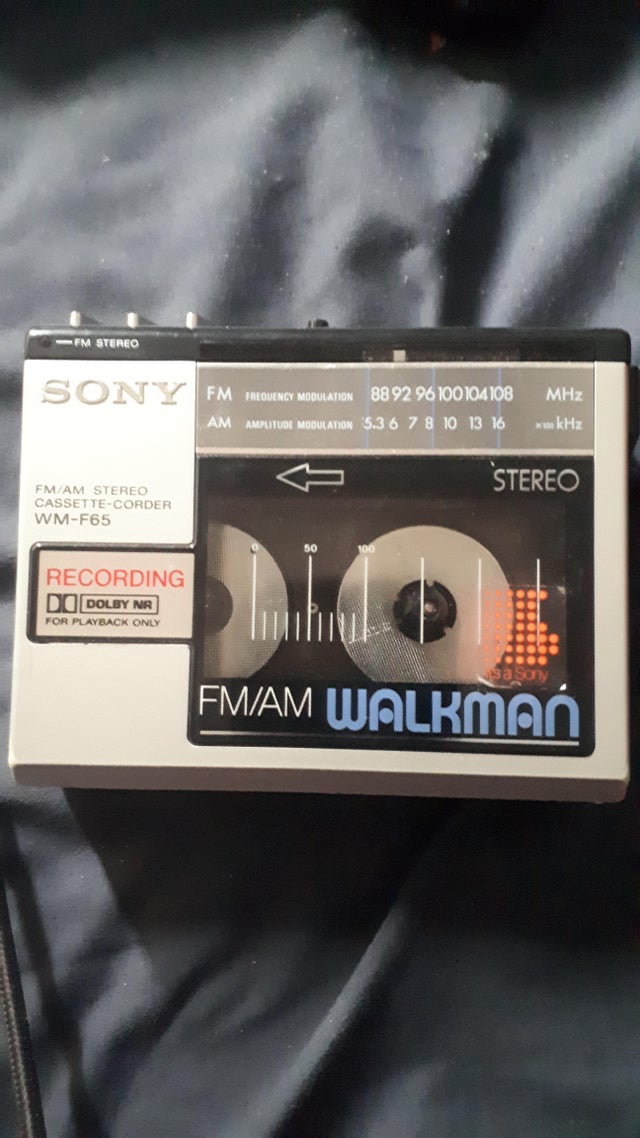 FM STEREO
SONY
FM FREQUENCY MODULATION 88 92 96 100 104 108 MHz
AM AMPLITUDE MODULATION 5.3 6 7 8 10 13 16 ×100 kHz
STEREO
FM/AM STEREO
CASSETTE-CORDER
WM-F65
0 50 100
RECORDING
DOLBY NR
FOR PLAYBACK ONLY
s a Sony
FM/AM WALKMAN